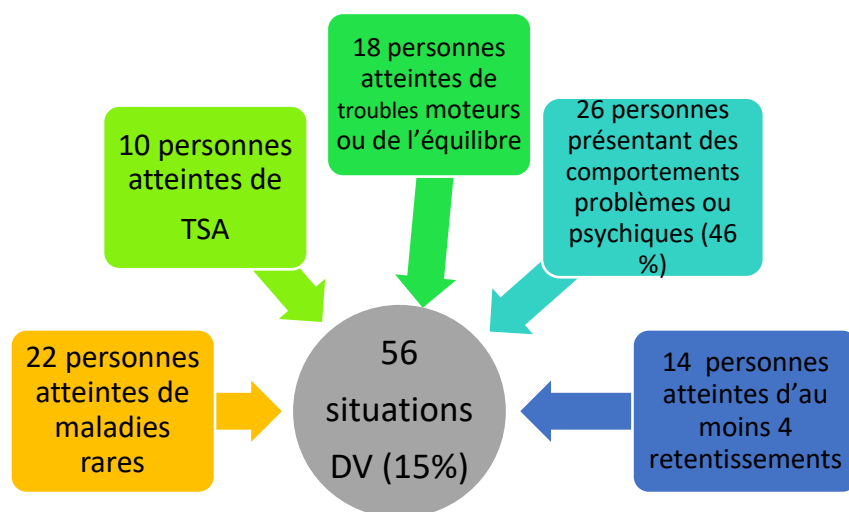 18 personnes
atteintes de
troubles moteurs
ou de l'équilibre
10 personnes
atteintes de
TSA
26 personnes
présentant des
comportements
problèmes ou
psychiques (46
%)
22 personnes
atteintes de
maladies
rares
56
situations
DV (15%)
14 personnes
atteintes d'au
moins 4
retentissements